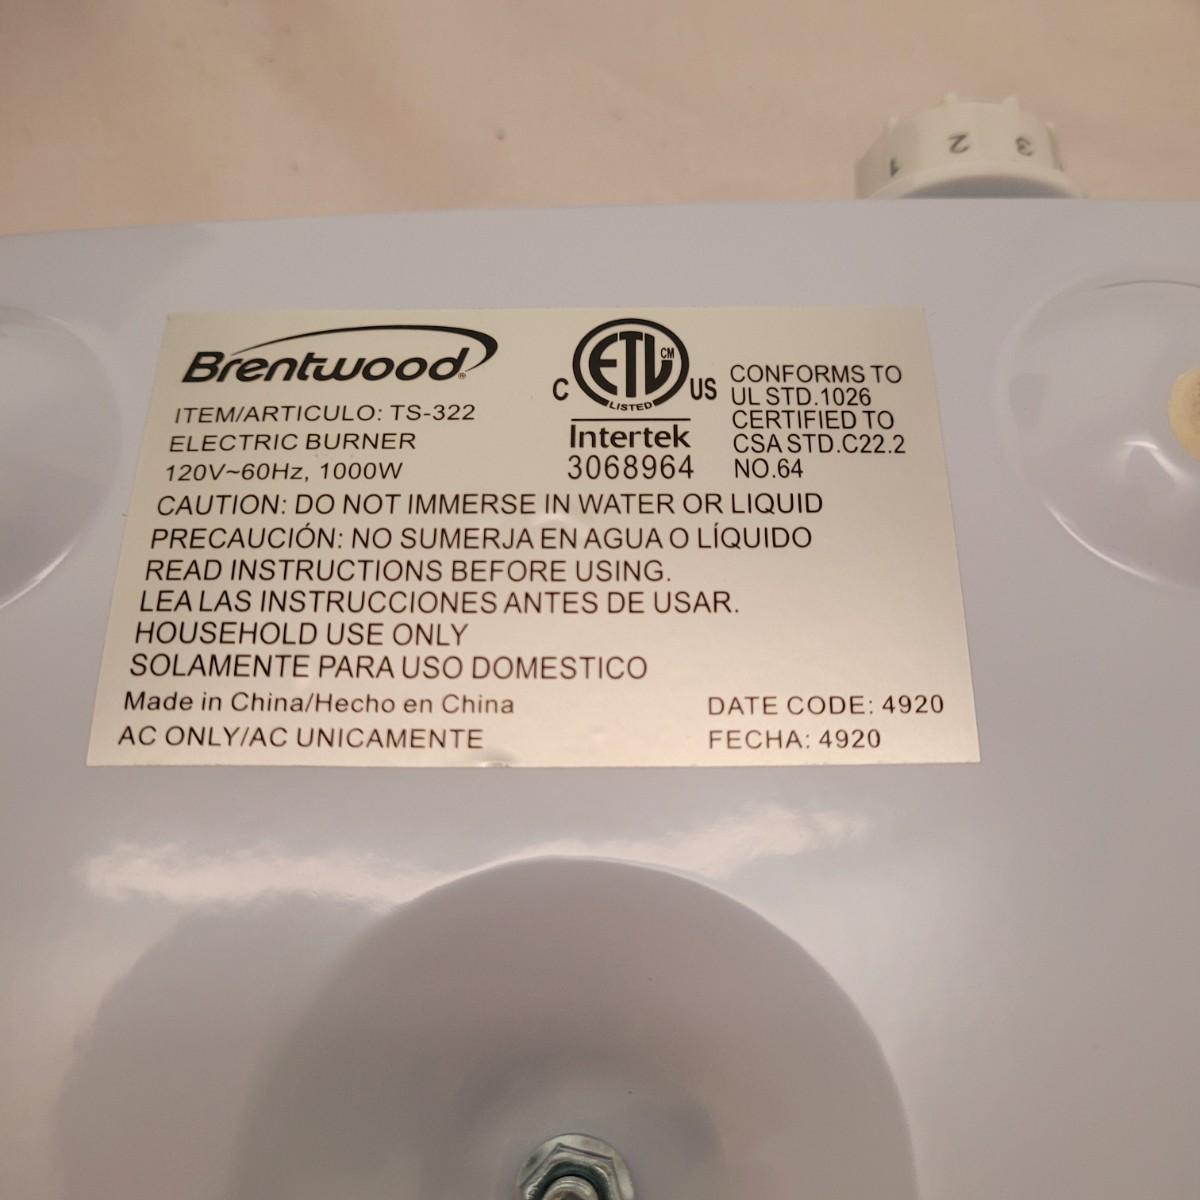 1 2 3
Brentwood®
ITEM/ARTICULO: TS-322
ELECTRIC BURNER
120V~60Hz, 1000W
C ETL CM US
LISTED
Intertek
3068964
CONFORMS TO
UL STD.1026
CERTIFIED TO
CSA STD.C22.2
NO.64
CAUTION: DO NOT IMMERSE IN WATER OR LIQUID
PRECAUCIÓN: NO SUMERJA EN AGUA O LÍQUIDO
READ INSTRUCTIONS BEFORE USING.
LEA LAS INSTRUCCIONES ANTES DE USAR.
HOUSEHOLD USE ONLY
SOLAMENTE PARA USO DOMESTICO
Made in China/Hecho en China
AC ONLY/AC UNICAMENTE
DATE CODE: 4920
FECHA: 4920